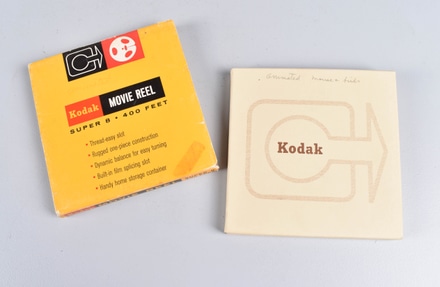 Kodak MOVIE REEL
SUPER 8 • 400 FEET
• Thread-easy slot
• Rugged one-piece construction
• Dynamic balance for easy turning
• Built-in film splicing slot
• Handy home storage container
Kodak